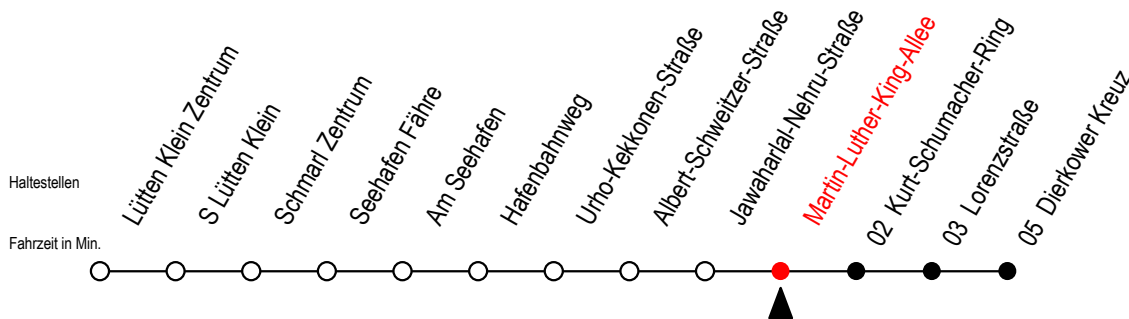 Haltestellen
Fahrzeit in Min.
Lütten Klein Zentrum
S Lütten Klein
Schmarl Zentrum
Seehafen Fähre
Am Seehafen
Hafenbahnweg
Urho-Kekkonen-Straße
Albert-Schweitzer-Straße
Jawaharlal-Nehru-Straße
Martin-Luther-King-Allee
02 Kurt-Schumacher-Ring
03 Lorenzstraße
05 Dierkower Kreuz